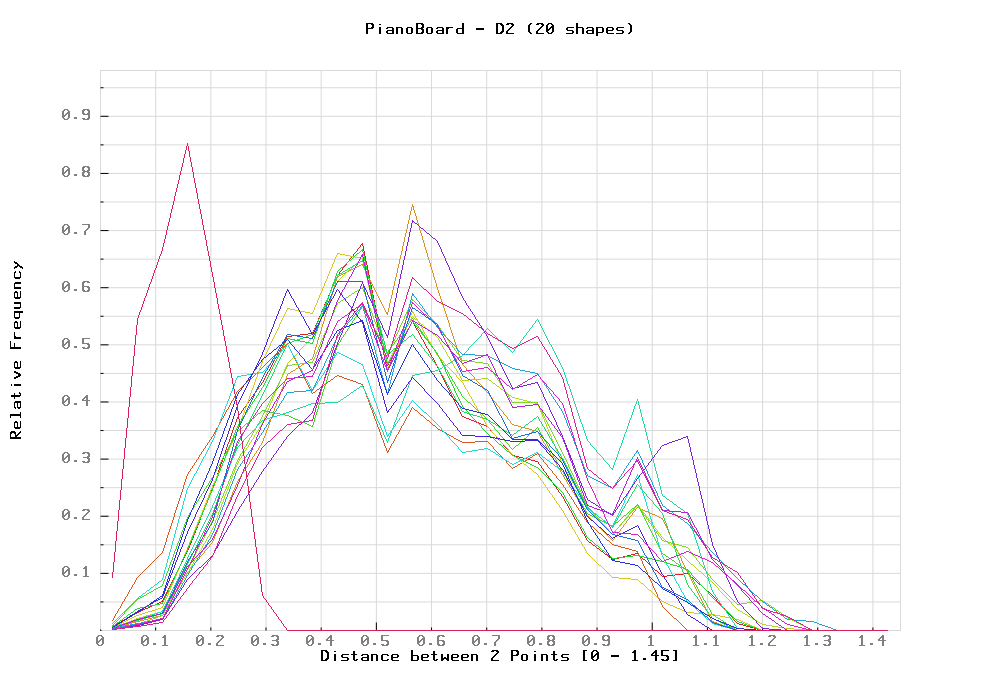 PianoBoard - D2 (20 shapes)
0.9
0.8
0.7
0.6
0.5
0.4
0.3
0.2
0.1
Relative Frequency
0 0.1 0.2 0.3 0.4 0.5 0.6 0.7 0.8 0.9 1 1.1 1.2 1.3 1.4
Distance between 2 Points [0 - 1.45]